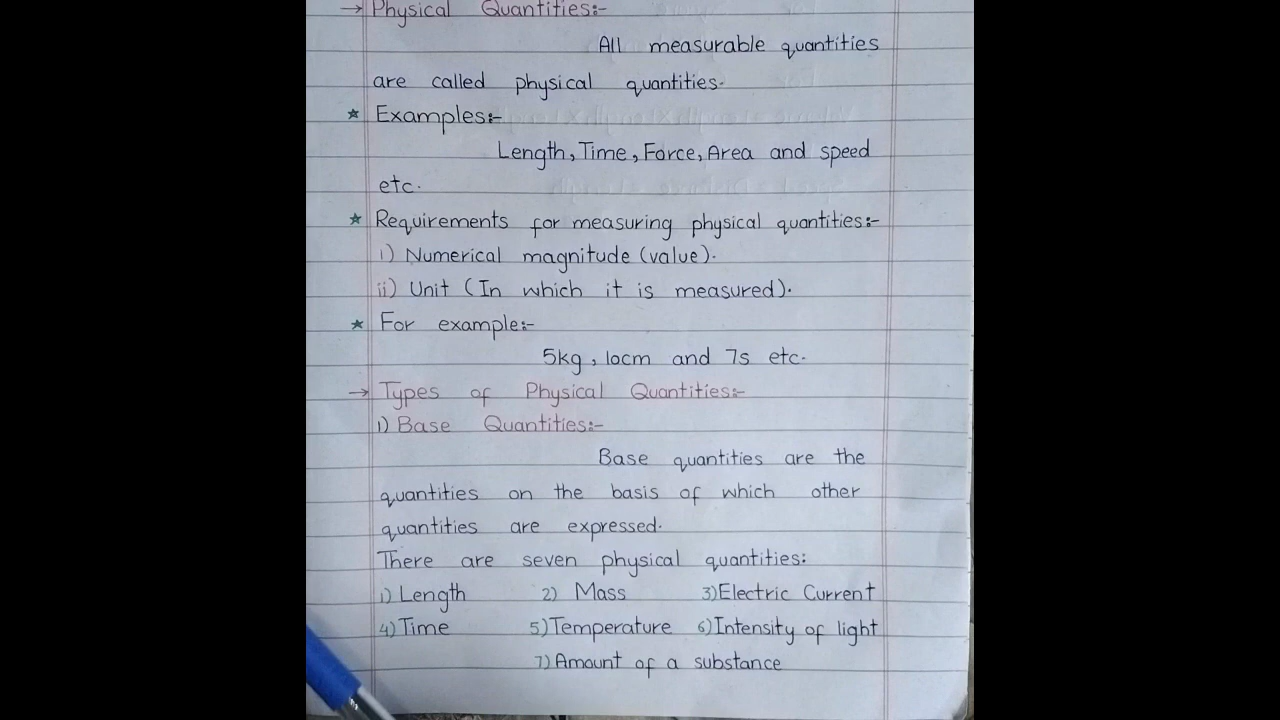 → Physical Quantities:-
All measurable quantities
are called physical quantities.
* Examples:-
Length, Time, Force, Area and speed
etc.
* Requirements for measuring physical quantities:-
i) Numerical magnitude (value).
ii) Unit (In which it is measured).
* For example:-
5kg, 10cm and 7s etc.
→ Types of Physical Quantities:-
1) Base Quantities:-
Base quantities are the
quantities on the basis of which other
quantities are expressed.
There are seven physical quantities:
1) Length 2) Mass 3) Electric Current
4) Time 5) Temperature 6) Intensity of light
7) Amount of a substance